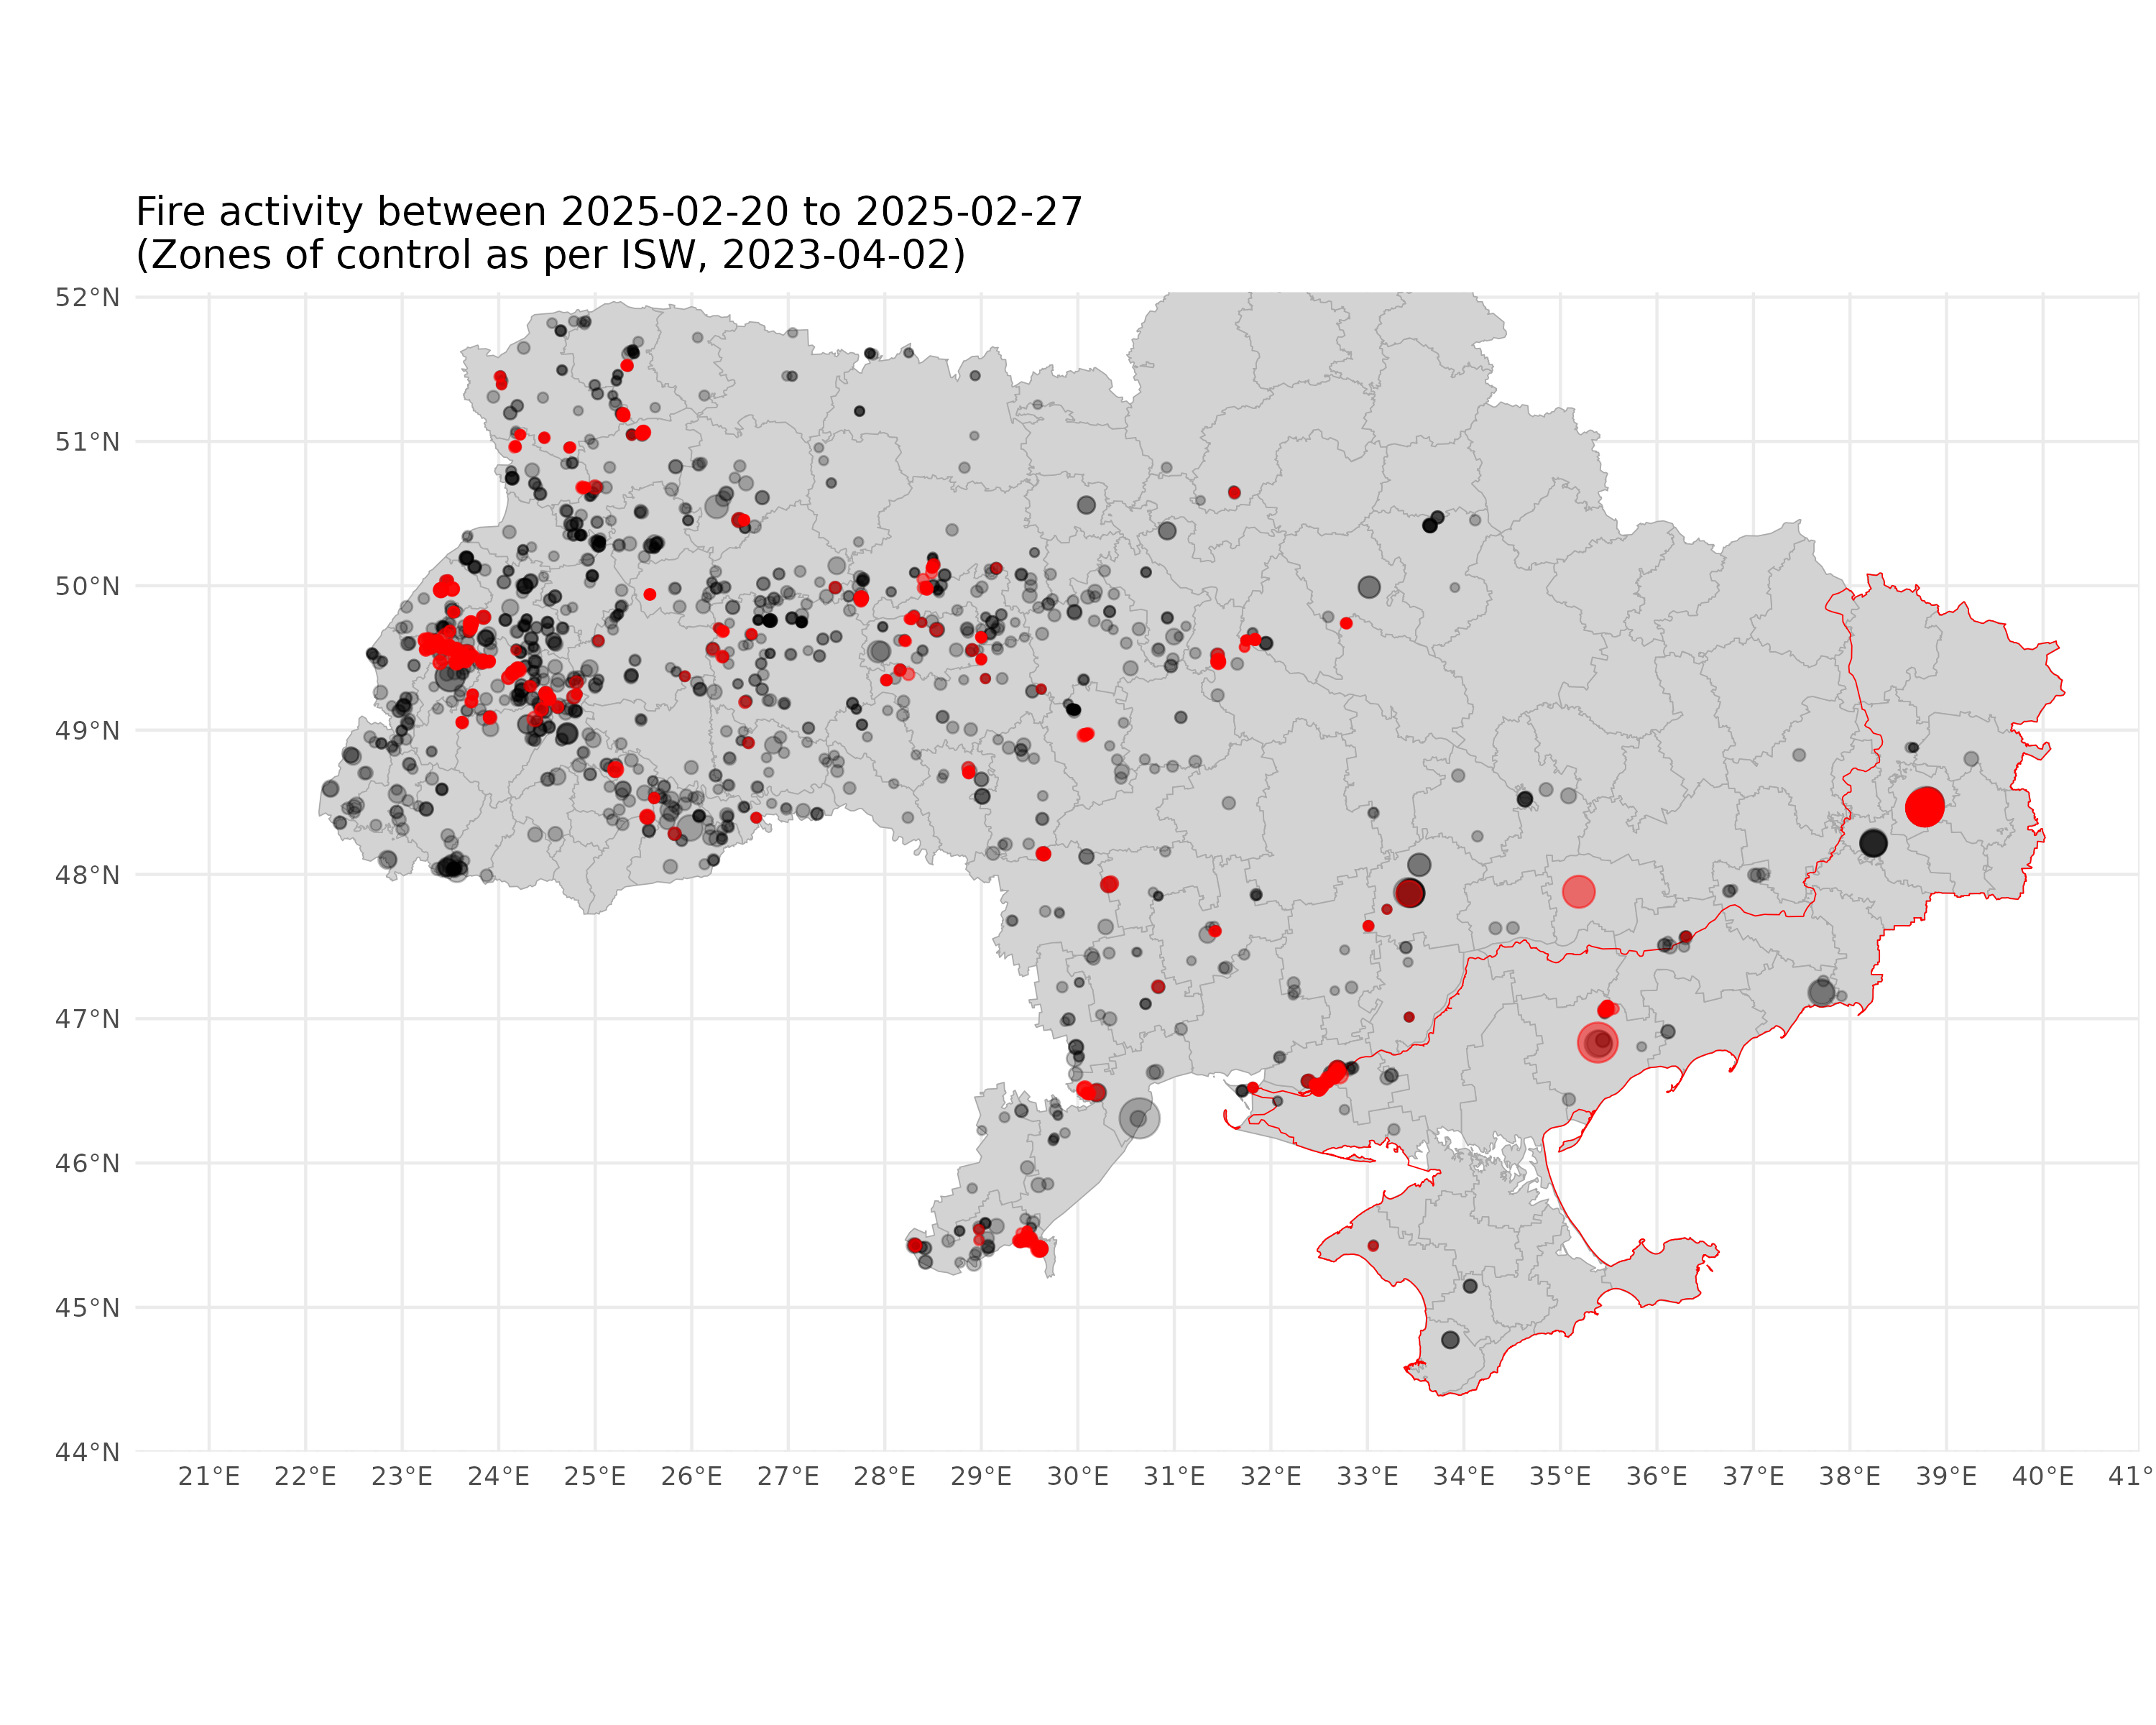 Fire activity between 2025-02-20 to 2025-02-27
(Zones of control as per ISW, 2023-04-02)
52°N
51°N
50°N
49°N
48°N
47°N
46°N
45°N
44°N
21°E 22°E 23°E 24°E 25°E 26°E 27°E 28°E 29°E 30°E 31°E 32°E 33°E 34°E 35°E 36°E 37°E 38°E 39°E 40°E 41°